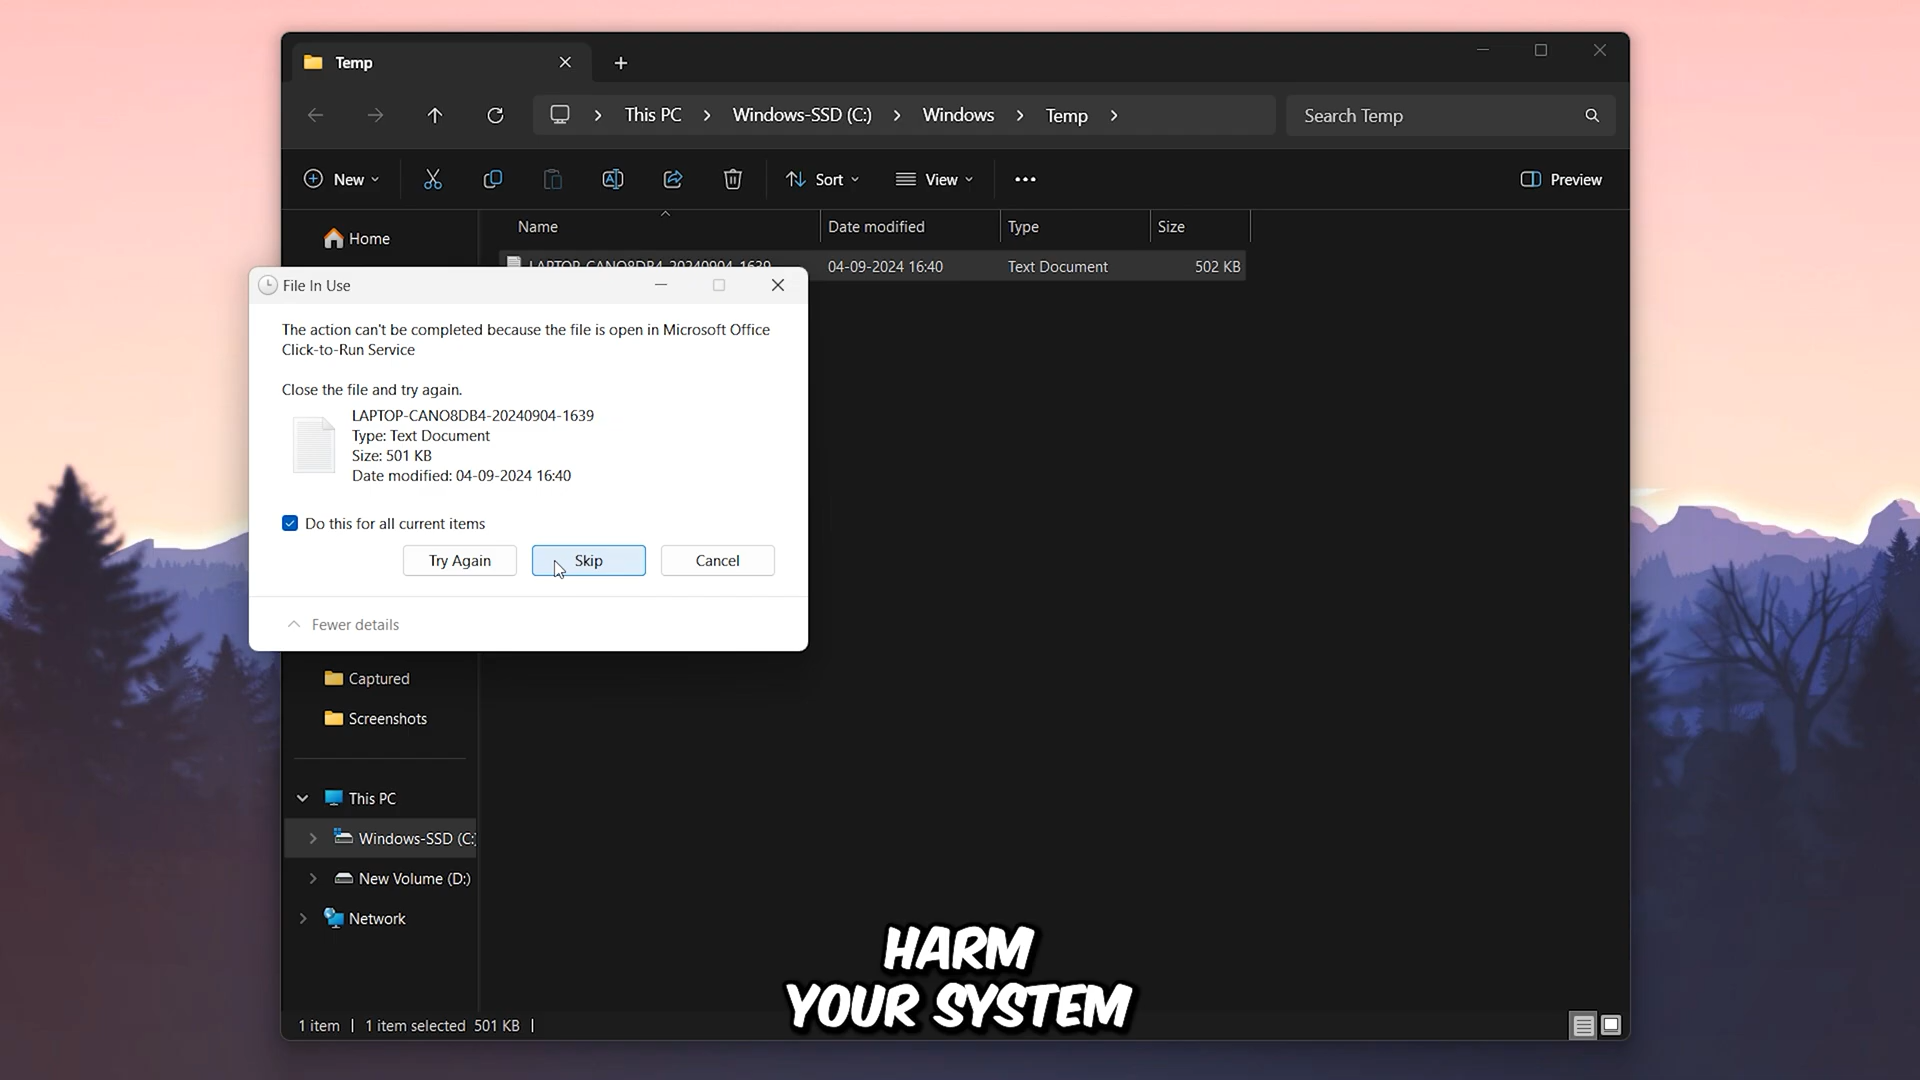 Temp
This PC
Windows-SSD (C:)
Windows
Temp
Search Temp
New
Sort
View
Preview
Name
Date modified
Type
Size
Home
LAPTOP-CANO8DB4-20240904-1639
04-09-2024 16:40
Text Document
502 KB
File In Use
The action can't be completed because the file is open in Microsoft Office
Click-to-Run Service
Close the file and try again.
LAPTOP-CANO8DB4-20240904-1639
Type: Text Document
Size: 501 KB
Date modified: 04-09-2024 16:40
Do this for all current items
Try Again
Skip
Cancel
Fewer details
Captured
Screenshots
This PC
Windows-SSD (C:
New Volume (D:)
Network
HARM
YOUR SYSTEM
1 item
1 item selected 501 KB